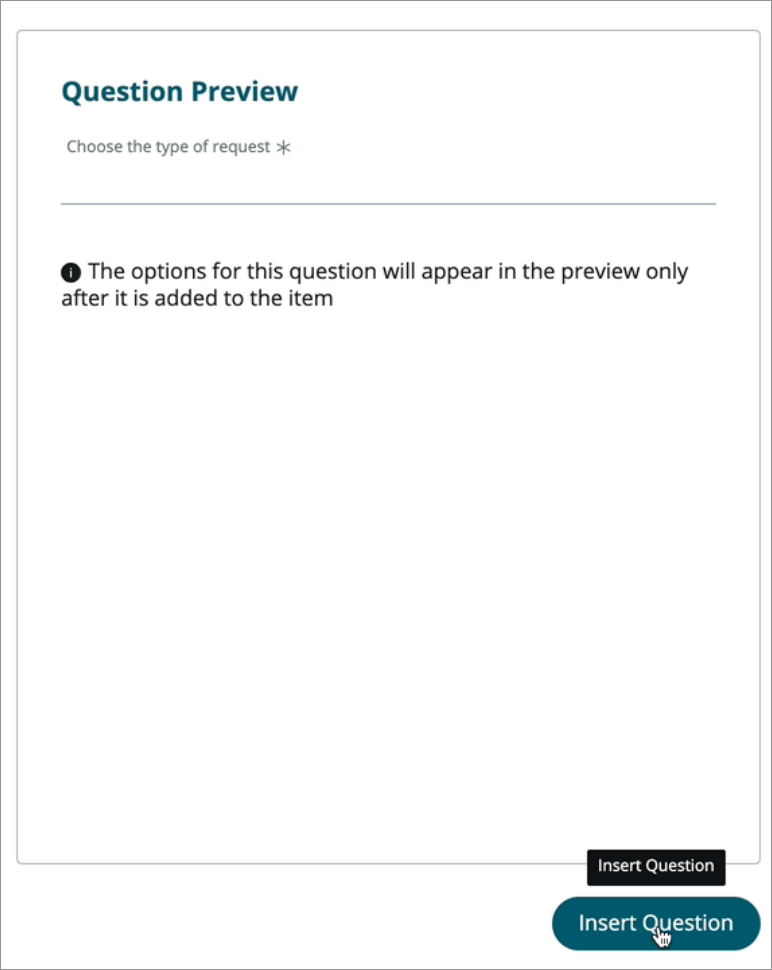 Question Preview
Choose the type of request *
The options for this question will appear in the preview only
after it is added to the item
Insert Question
Insert Question